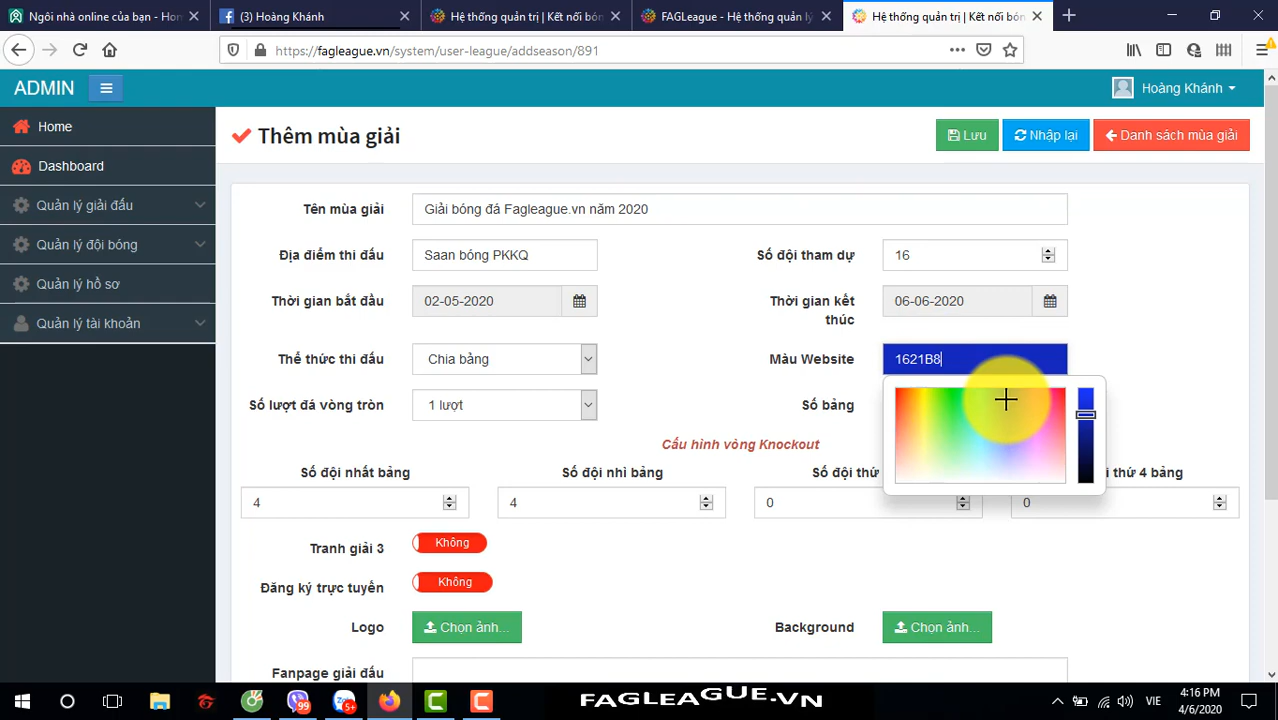 Ngôi nhà online của bạn - Hor
(3) Hoàng Khánh
Hệ thống quản trị | Kết nối bón
FAGLeague - Hệ thống quản lý
Hệ thống quản trị | Kết nối bón
https://fagleague.vn/system/user-league/addseason/891
ADMIN
Hoàng Khánh
Home
Dashboard
Quản lý giải đấu
Quản lý đội bóng
Quản lý hồ sơ
Quản lý tài khoản
Thêm mùa giải
Lưu
Nhập lại
Danh sách mùa giải
Tên mùa giải
Giải bóng đá Fagleague.vn năm 2020
Địa điểm thi đấu
Saan bóng PKKQ
Số đội tham dự
16
Thời gian bắt đầu
02-05-2020
Thời gian kết
thúc
06-06-2020
Thể thức thi đấu
Chia bảng
Màu Website
1621B8
Số lượt đá vòng tròn
1 lượt
Số bảng
Cấu hình vòng Knockout
Số đội nhất bảng
Số đội nhì bảng
Số đội thứ
i thứ 4 bảng
4
4
0
0
Tranh giải 3
Không
Đăng ký trực tuyến
Không
Logo
Chọn ảnh...
Background
Chọn ảnh...
Fanpage giải đấu
99
5+
FAGLEAGUE.VN
VIE
4:16 PM
4/6/2020